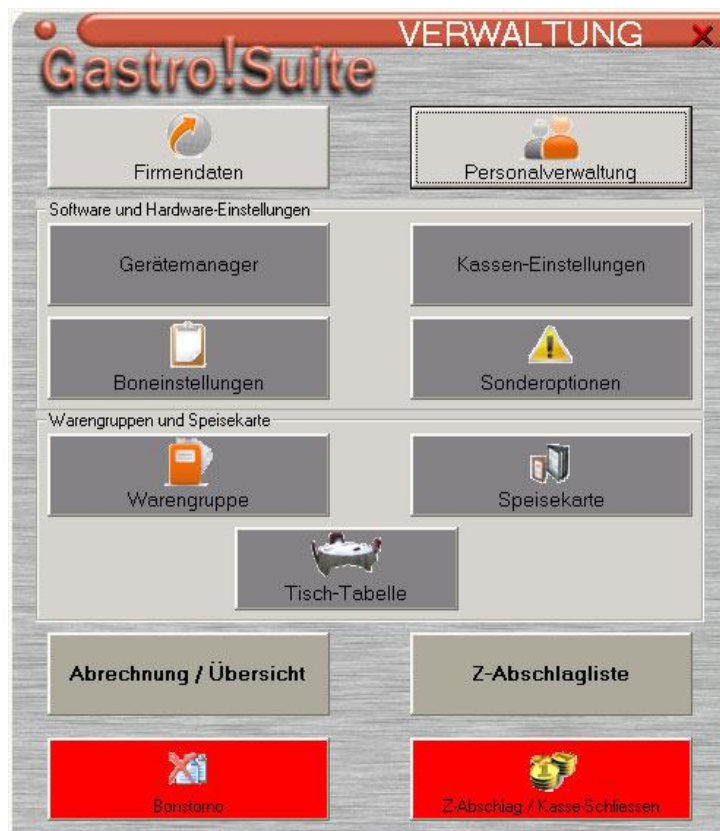 VERWALTUNG
Gastro!Suite
Firmendaten
Personalverwaltung
Software und Hardware-Einstellungen
Gerätemanager
Kassen-Einstellungen
Boneinstellungen
Sonderoptionen
Warengruppen und Speisekarte
Warengruppe
Speisekarte
Tisch-Tabelle
Abrechnung / Übersicht
Z-Abschlagliste
Bonstorno
Z-Abschlag / Kasse-Schliessen